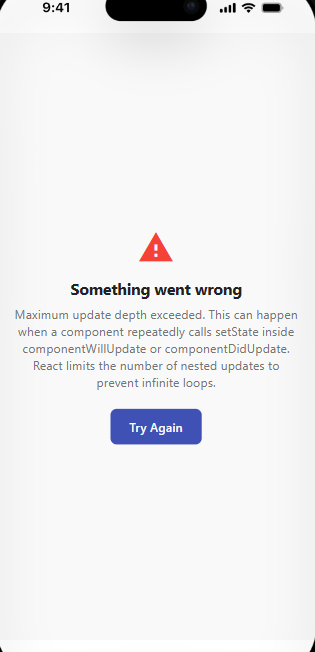 9:41
Something went wrong
Maximum update depth exceeded. This can happen
when a component repeatedly calls setState inside
componentWillUpdate or componentDidUpdate.
React limits the number of nested updates to
prevent infinite loops.
Try Again